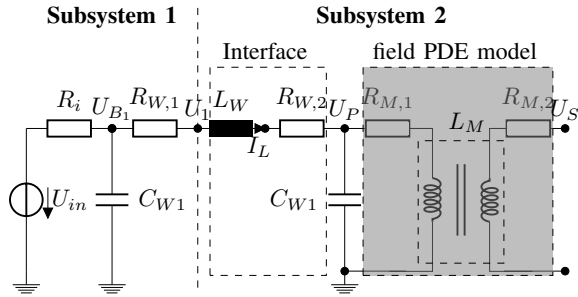 Subsystem 1
Subsystem 2
Interface
field PDE model
R_i
U_{B_1}
R_{W,1}
U_1
L_W
R_{W,2}
U_P
R_{M,1}
R_{M,2}
U_S
I_L
L_M
U_{in}
C_{W1}
C_{W1}